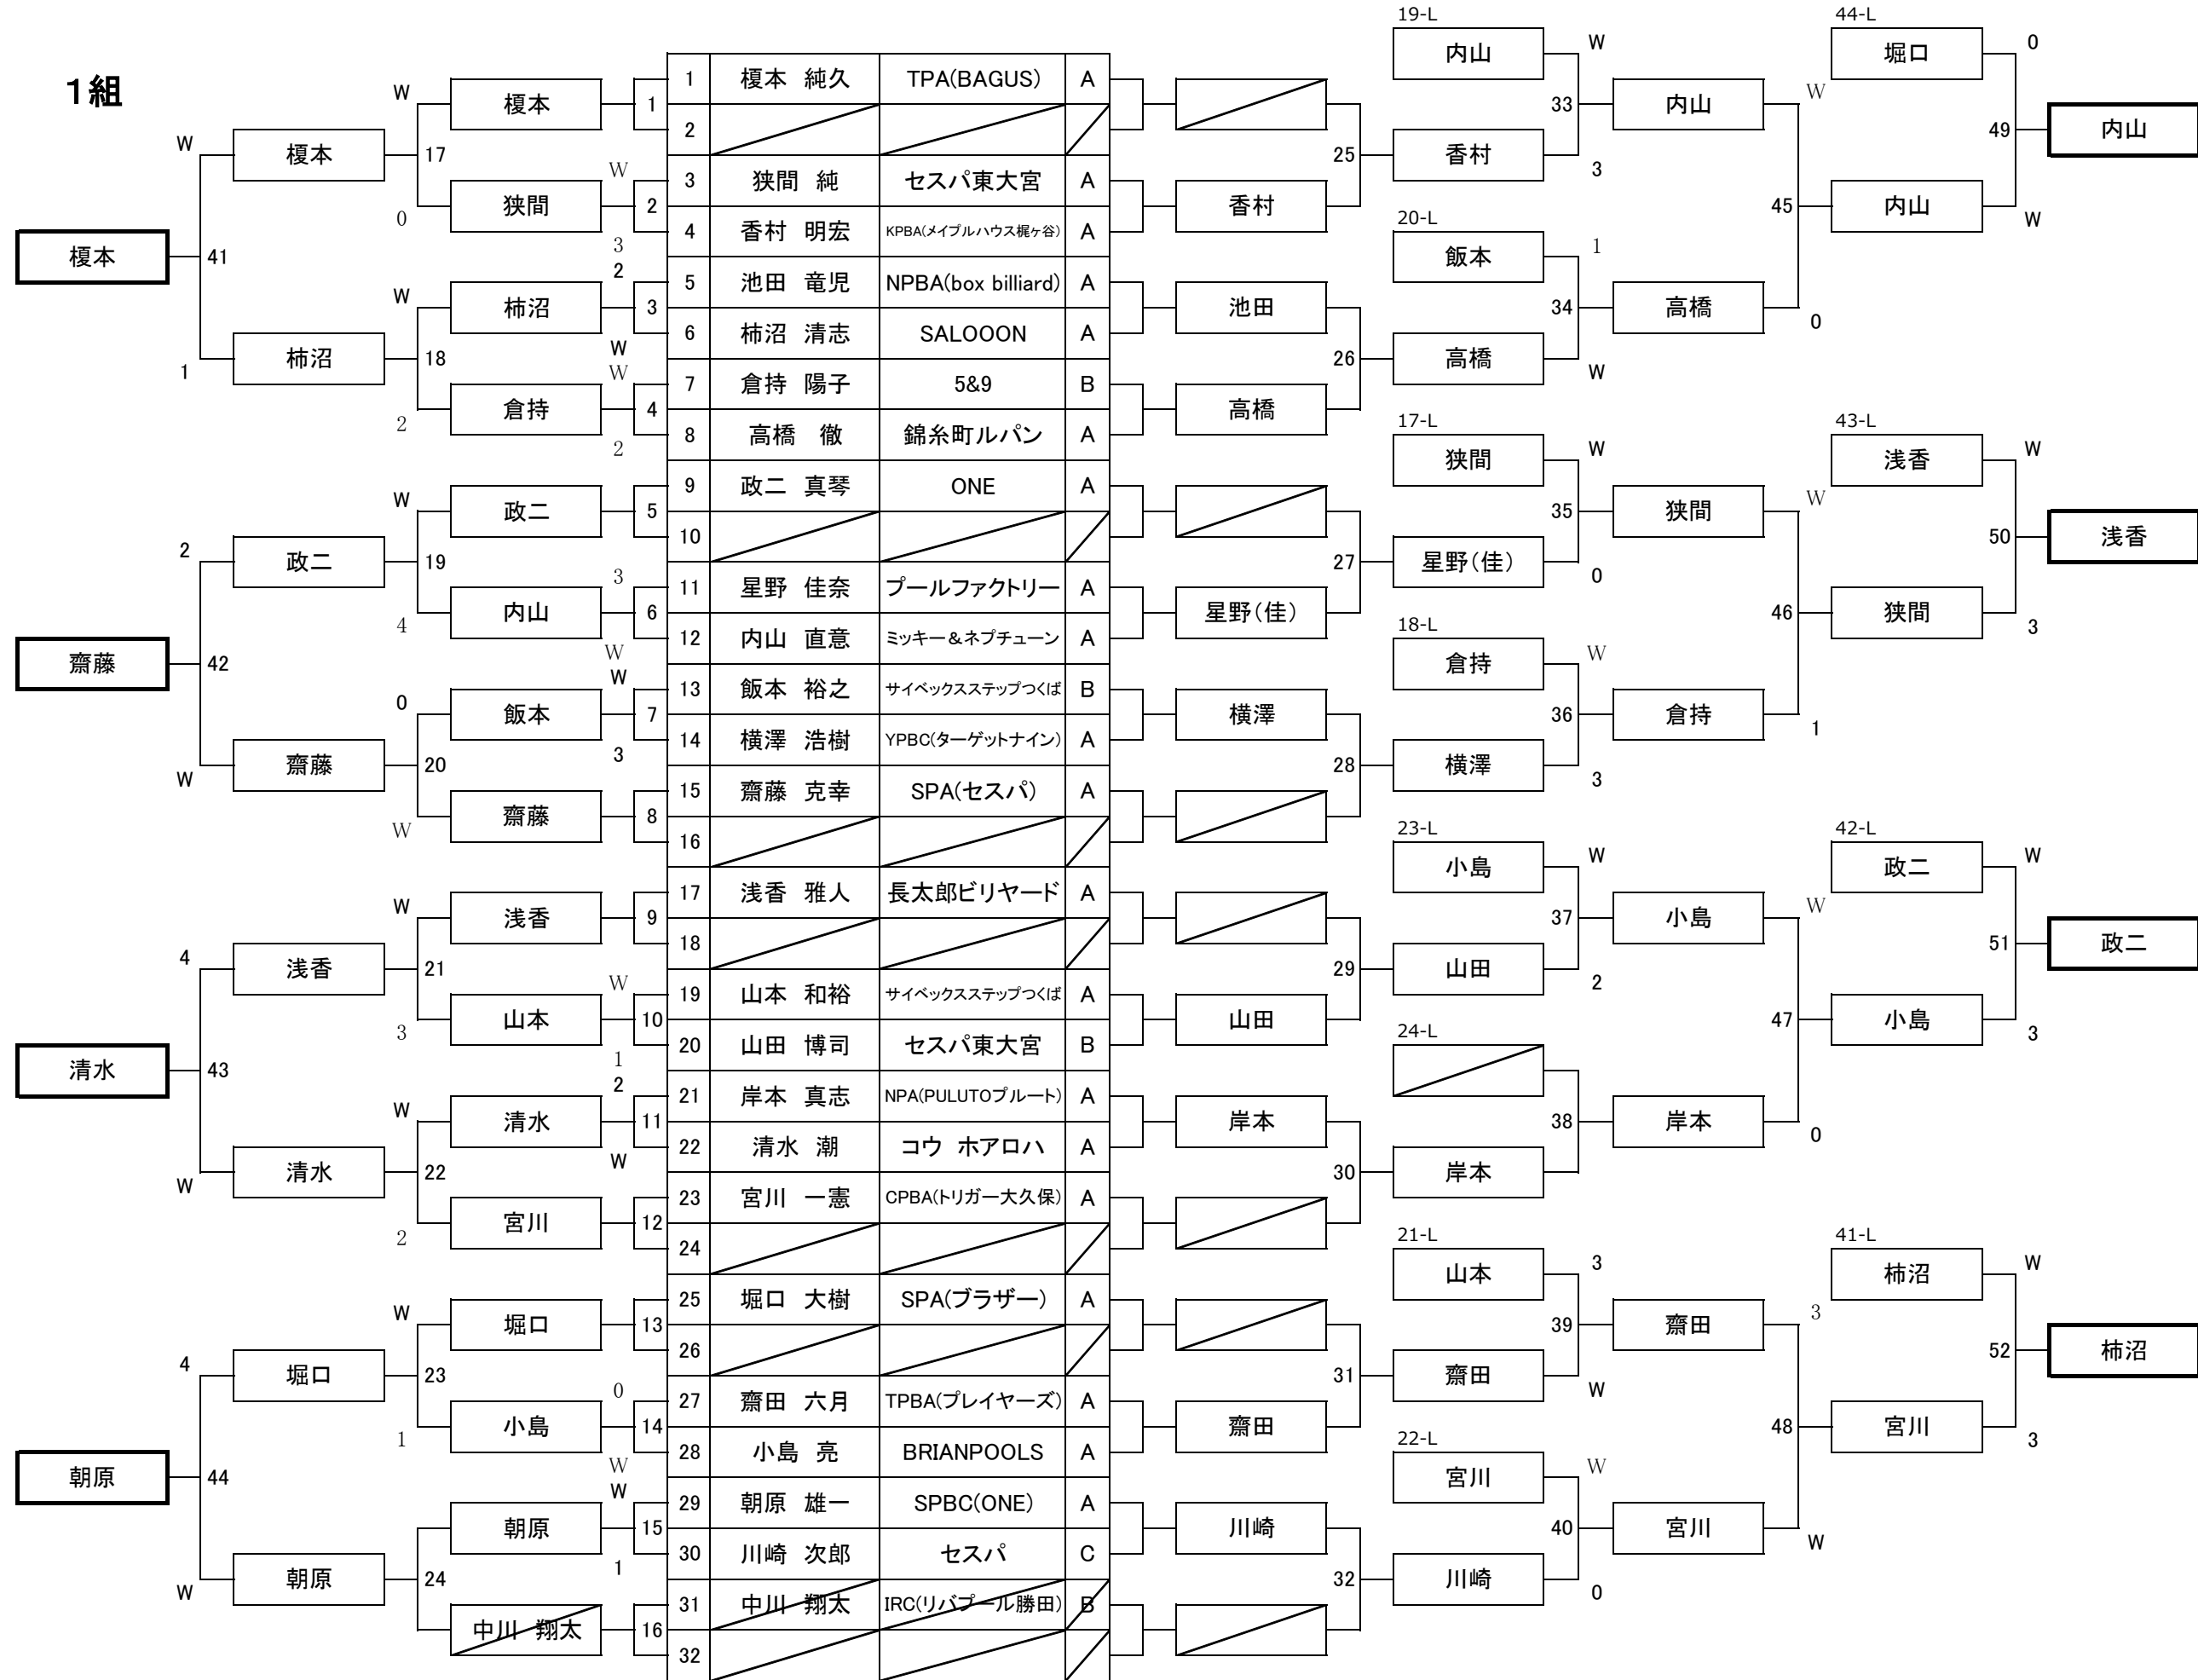 1組
榎本
齋藤
清水
朝原
W
41
1
2
42
W
4
43
W
4
44
W
榎本
柿沼
政二
齋藤
浅香
清水
堀口
朝原
W
17
0
W
18
2
W
19
4
0
20
W
W
21
3
W
22
2
W
23
1
24
榎本
狭間
柿沼
倉持
政二
内山
飯本
齋藤
浅香
山本
清水
宮川
堀口
小島
朝原
中川 翔太
1
W
2
3
2
3
W
W
4
2
5
3
6
W
W
7
3
8
9
W
10
1
2
11
W
12
13
0
14
W
W
15
1
16
1 榎本 純久 TPA(BAGUS) A
2
3 狭間 純 セスパ東大宮 A
4 香村 明宏 KPBA(メイプルハウス梶ヶ谷) A
5 池田 竜児 NPBA(box billiard) A
6 柿沼 清志 SALOOON A
7 倉持 陽子 5&9 B
8 高橋 徹 錦糸町ルパン A
9 政二 真琴 ONE A
10
11 星野 佳奈 プールファクトリー A
12 内山 直意 ミッキー＆ネプチューン A
13 飯本 裕之 サイベックスステップつくば B
14 横澤 浩樹 YPBC(ターゲットナイン) A
15 齋藤 克幸 SPA(セスパ) A
16
17 浅香 雅人 長太郎ビリヤード A
18
19 山本 和裕 サイベックスステップつくば A
20 山田 博司 セスパ東大宮 B
21 岸本 真志 NPA(PULUTOプルート) A
22 清水 潮 コウ ホアロハ A
23 宮川 一憲 CPBA(トリガー大久保) A
24
25 堀口 大樹 SPA(ブラザー) A
26
27 齋田 六月 TPBA(プレイヤーズ) A
28 小島 亮 BRIANPOOLS A
29 朝原 雄一 SPBC(ONE) A
30 川崎 次郎 セスパ C
31 中川 翔太 IRC(リバプール勝田) B
32
香村
池田
高橋
星野(佳)
横澤
山田
岸本
齋田
川崎
25
26
27
28
29
30
31
32
19-L
内山
W
33
香村
3
20-L
飯本
1
34
高橋
W
17-L
狭間
W
35
星野(佳)
0
18-L
倉持
W
36
横澤
3
23-L
小島
W
37
山田
2
24-L
38
岸本
21-L
山本
3
39
齋田
W
22-L
宮川
W
40
川崎
0
内山
W
45
高橋
0
狭間
W
46
倉持
1
小島
W
47
岸本
0
齋田
3
48
宮川
W
44-L
堀口
0
49
内山
W
43-L
浅香
W
50
狭間
3
42-L
政二
W
51
小島
3
41-L
柿沼
W
52
宮川
3
内山
浅香
政二
柿沼